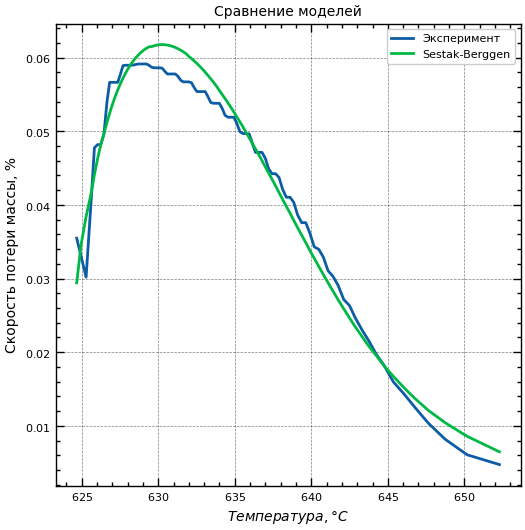 Сравнение моделей
Эксперимент
Sestak-Berggen
Скорость потери массы, %
0.06
0.05
0.04
0.03
0.02
0.01
625 630 635 640 645 650
Температура, °C